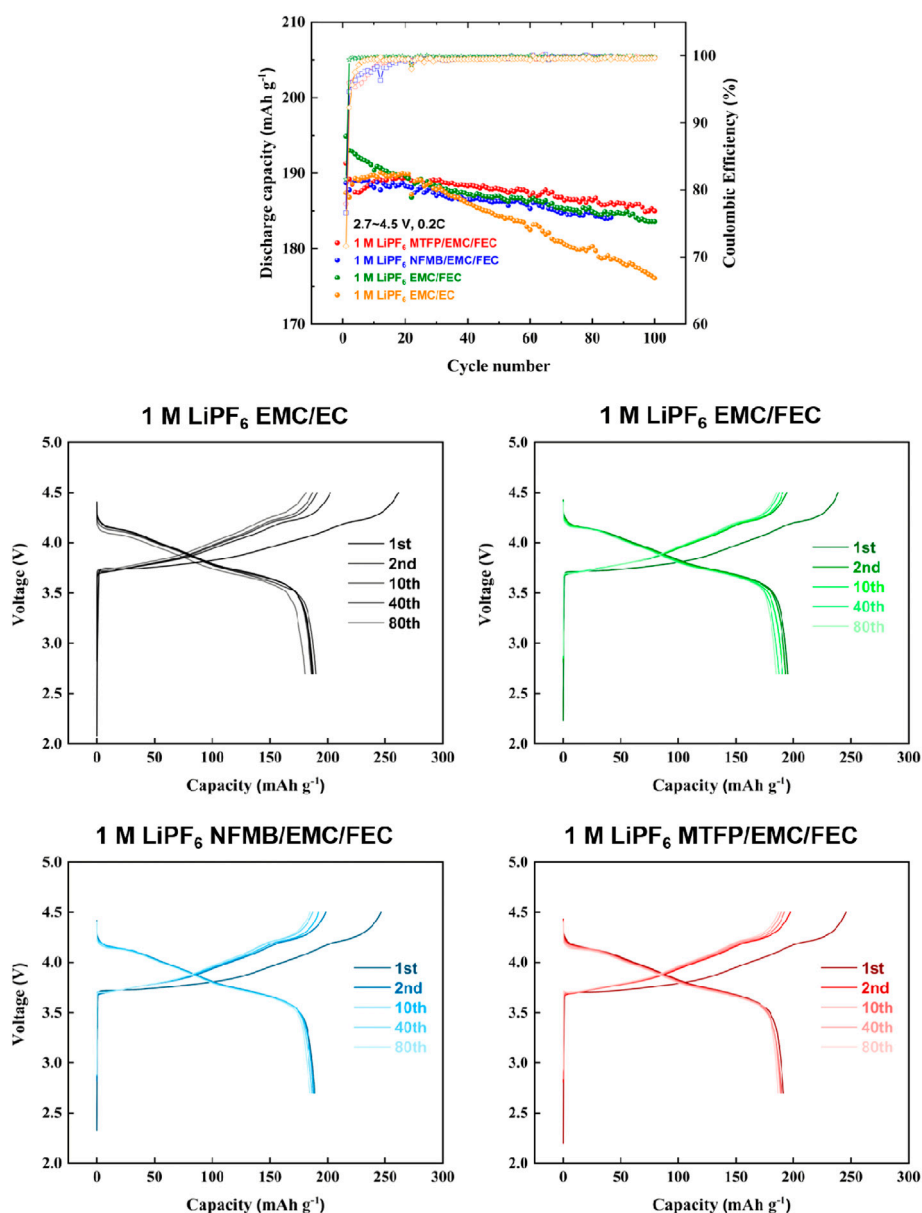 210
200
190
180
170
Discharge capacity (mAh g⁻¹)
100
90
80
70
60
Coulombic Efficiency (%)
2.7~4.5 V, 0.2C
1 M LiPF₆ MTFP/EMC/FEC
1 M LiPF₆ NFMB/EMC/FEC
1 M LiPF₆ EMC/FEC
1 M LiPF₆ EMC/EC
0 20 40 60 80 100
Cycle number
1 M LiPF₆ EMC/EC
5.0
4.5
4.0
3.5
3.0
2.5
2.0
Voltage (V)
1st
2nd
10th
40th
80th
0 50 100 150 200 250 300
Capacity (mAh g⁻¹)
1 M LiPF₆ EMC/FEC
5.0
4.5
4.0
3.5
3.0
2.5
2.0
Voltage (V)
1st
2nd
10th
40th
80th
0 50 100 150 200 250 300
Capacity (mAh g⁻¹)
1 M LiPF₆ NFMB/EMC/FEC
5.0
4.5
4.0
3.5
3.0
2.5
2.0
Voltage (V)
1st
2nd
10th
40th
80th
0 50 100 150 200 250 300
Capacity (mAh g⁻¹)
1 M LiPF₆ MTFP/EMC/FEC
5.0
4.5
4.0
3.5
3.0
2.5
2.0
Voltage (V)
1st
2nd
10th
40th
80th
0 50 100 150 200 250 300
Capacity (mAh g⁻¹)